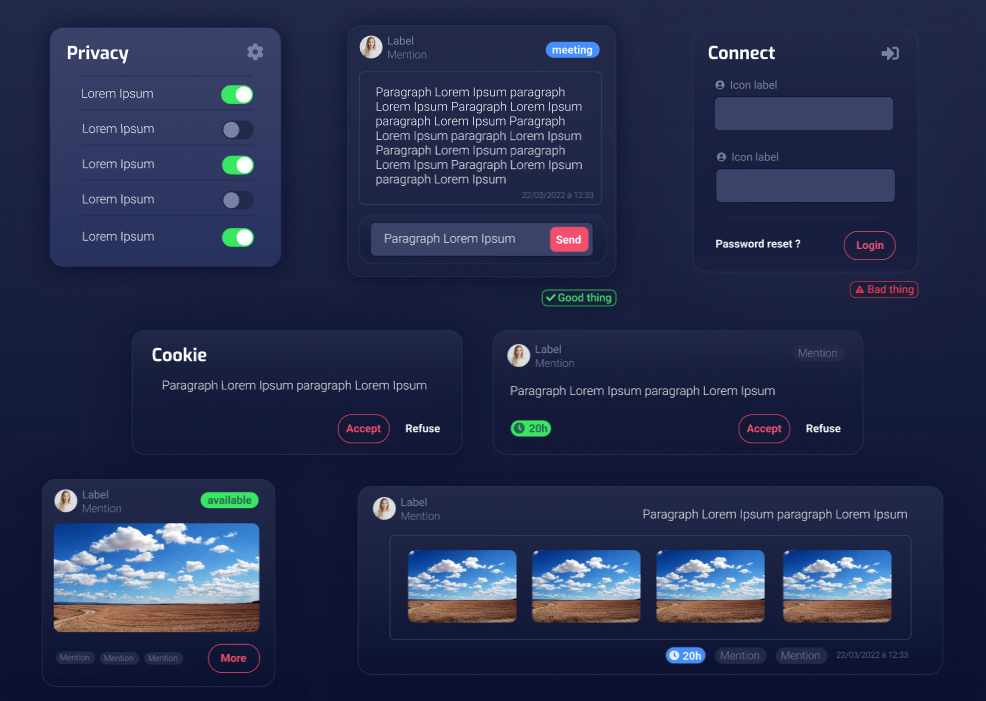 Privacy
Lorem Ipsum
Lorem Ipsum
Lorem Ipsum
Lorem Ipsum
Lorem Ipsum
Label
Mention
meeting
Paragraph Lorem Ipsum paragraph
Lorem Ipsum Paragraph Lorem Ipsum
paragraph Lorem Ipsum Paragraph
Lorem Ipsum paragraph Lorem Ipsum
Paragraph Lorem Ipsum paragraph
Lorem Ipsum Paragraph Lorem Ipsum
paragraph Lorem Ipsum
22/03/2022 à 12:33
Paragraph Lorem Ipsum
Send
Good thing
Connect
Icon label
Icon label
Password reset ?
Login
Bad thing
Cookie
Paragraph Lorem Ipsum paragraph Lorem Ipsum
Accept
Refuse
Label
Mention
Mention
Paragraph Lorem Ipsum paragraph Lorem Ipsum
20h
Accept
Refuse
Label
Mention
available
Mention
Mention
Mention
More
Label
Mention
Paragraph Lorem Ipsum paragraph Lorem Ipsum
20h
Mention
Mention
22/03/2022 à 12:33